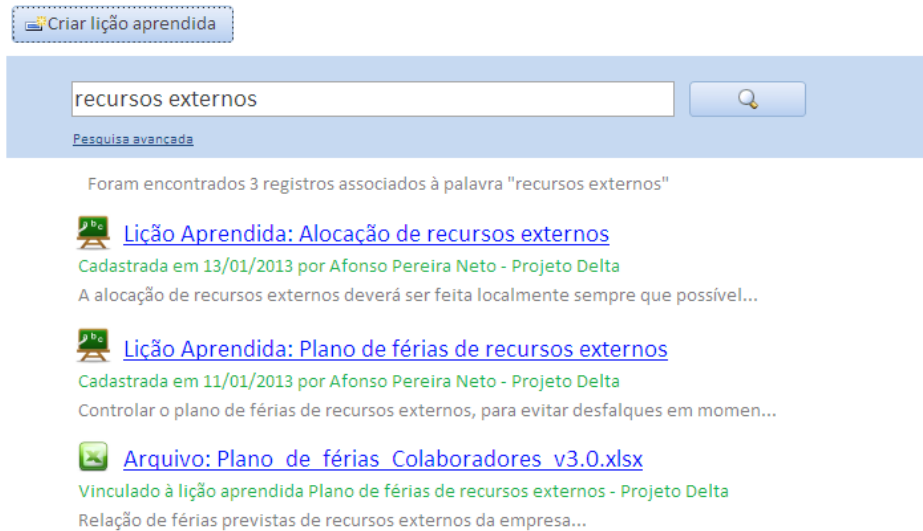 Criar lição aprendida
recursos externos
Pesquisa avançada
Foram encontrados 3 registros associados à palavra "recursos externos"
Lição Aprendida: Alocação de recursos externos
Cadastrada em 13/01/2013 por Afonso Pereira Neto - Projeto Delta
A alocação de recursos externos deverá ser feita localmente sempre que possível...
Lição Aprendida: Plano de férias de recursos externos
Cadastrada em 11/01/2013 por Afonso Pereira Neto - Projeto Delta
Controlar o plano de férias de recursos externos, para evitar desfalques em momen...
Arquivo: Plano_de_férias_Colaboradores_v3.0.xlsx
Vinculado à lição aprendida Plano de férias de recursos externos - Projeto Delta
Relação de férias previstas de recursos externos da empresa...